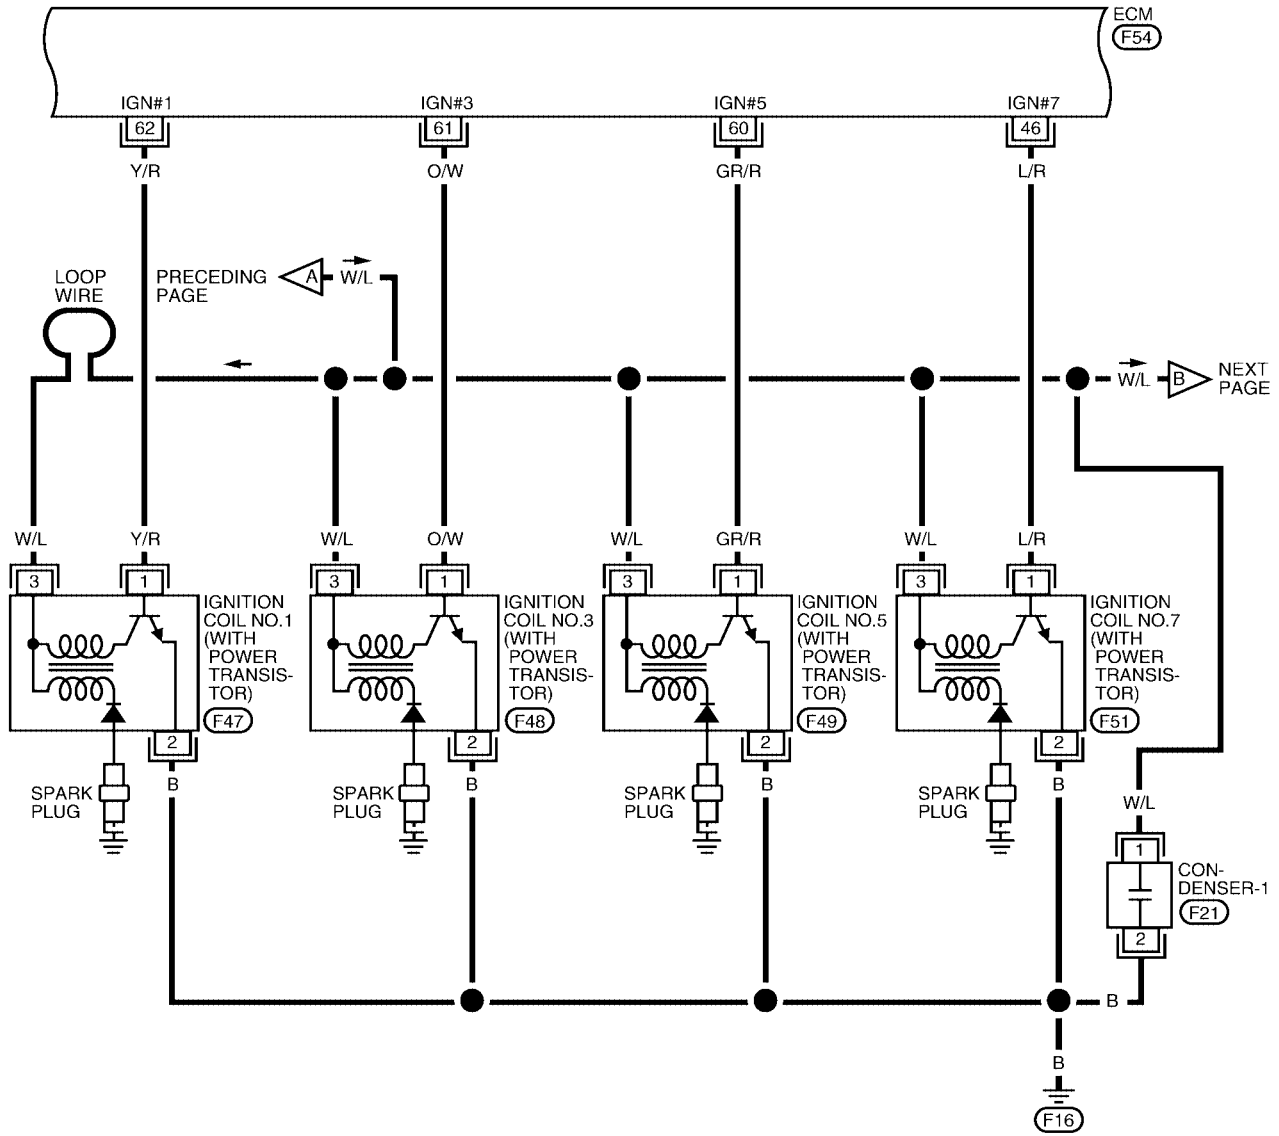 ECM
F54
IGN#1 IGN#3 IGN#5 IGN#7
62 61 60 46
Y/R O/W GR/R L/R
LOOP
WIRE
PRECEDING
PAGE
A W/L
W/L B
NEXT
PAGE
W/L Y/R W/L O/W W/L GR/R W/L L/R
3 1 3 1 3 1 3 1
IGNITION
COIL NO.1
(WITH
POWER
TRANSIS-
TOR)
F47
IGNITION
COIL NO.3
(WITH
POWER
TRANSIS-
TOR)
F48
IGNITION
COIL NO.5
(WITH
POWER
TRANSIS-
TOR)
F49
IGNITION
COIL NO.7
(WITH
POWER
TRANSIS-
TOR)
F51
2 2 2 2
B B B B
SPARK
PLUG
SPARK
PLUG
SPARK
PLUG
SPARK
PLUG
W/L
1
CON-
DENSER-1
F21
2
B
B
F16